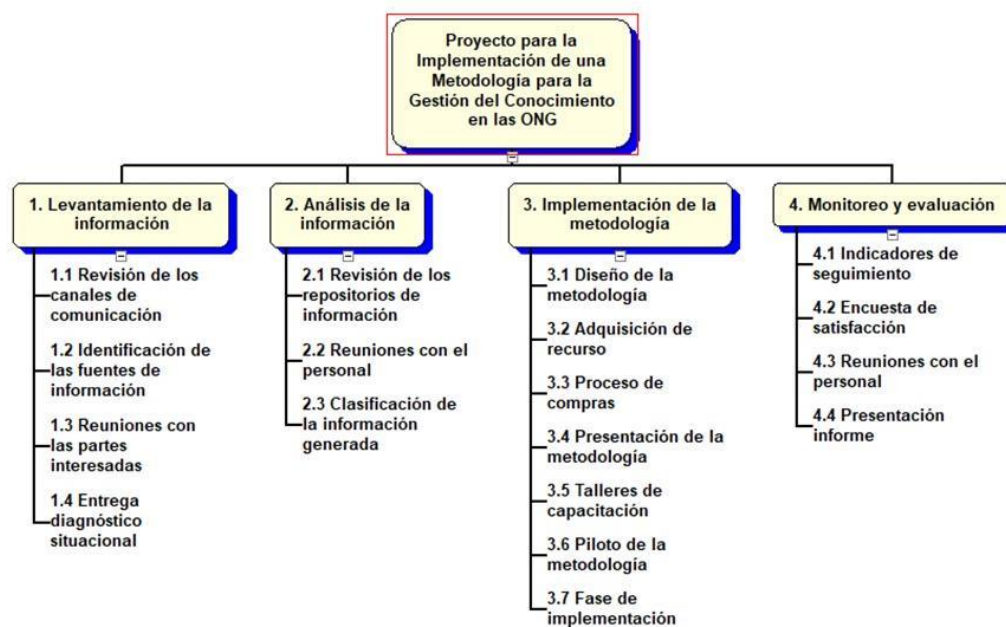 Proyecto para la
Implementación de una
Metodología para la
Gestión del Conocimiento
en las ONG
1. Levantamiento de la
información
1.1 Revisión de los
canales de
comunicación
1.2 Identificación de
las fuentes de
información
1.3 Reuniones con
las partes
interesadas
1.4 Entrega
diagnóstico
situacional
2. Análisis de la
información
2.1 Revisión de los
repositorios de
información
2.2 Reuniones con el
personal
2.3 Clasificación de
la información
generada
3. Implementación de la
metodología
3.1 Diseño de la
metodología
3.2 Adquisición de
recurso
3.3 Proceso de
compras
3.4 Presentación de la
metodología
3.5 Talleres de
capacitación
3.6 Piloto de la
metodología
3.7 Fase de
implementación
4. Monitoreo y evaluación
4.1 Indicadores de
seguimiento
4.2 Encuesta de
satisfacción
4.3 Reuniones con el
personal
4.4 Presentación
informe